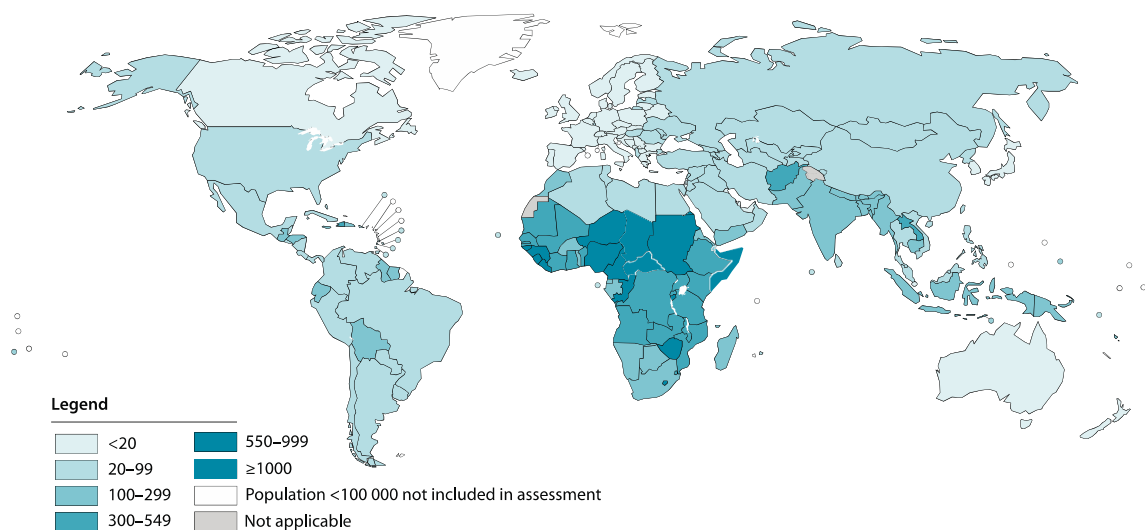 Legend
<20
20–99
100–299
300–549
550–999
≥1000
Population <100 000 not included in assessment
Not applicable